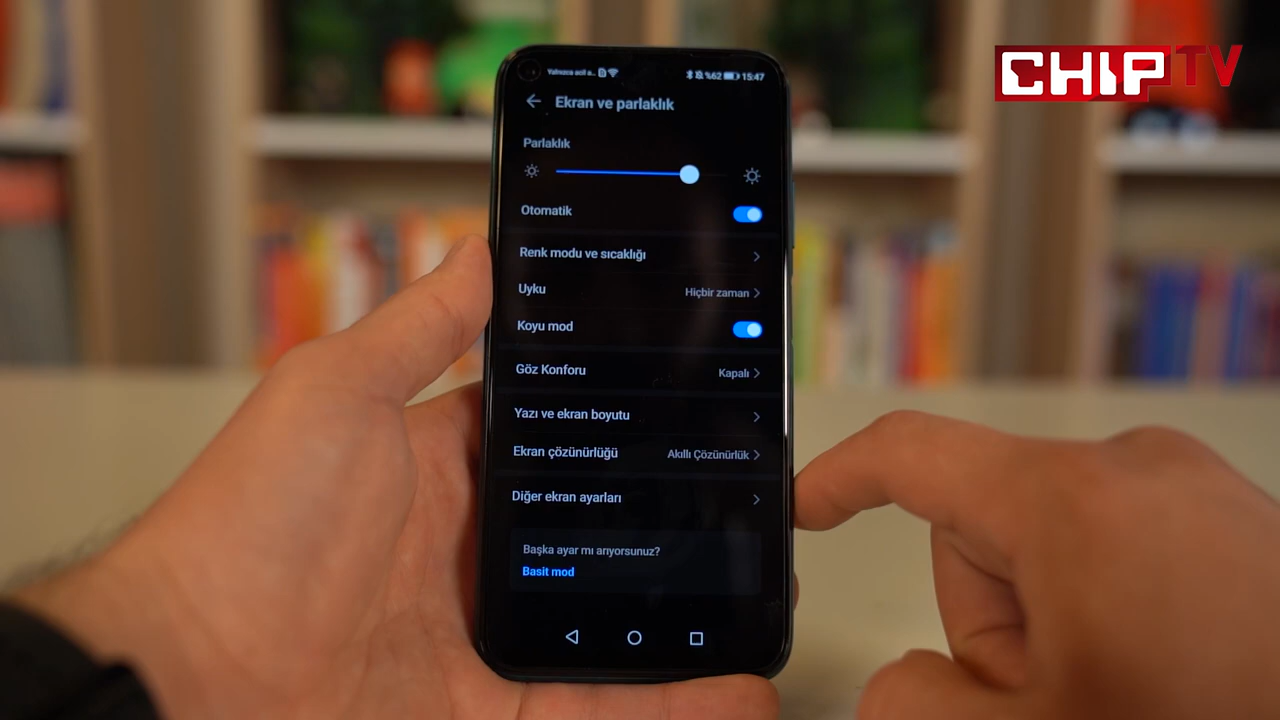 CHIP TV
Yalnızca acil a.. %62 15:47
Ekran ve parlaklık
Parlaklık
Otomatik
Renk modu ve sıcaklığı
Uyku Hiçbir zaman
Koyu mod
Göz Konforu Kapalı
Yazı ve ekran boyutu
Ekran çözünürlüğü Akıllı Çözünürlük
Diğer ekran ayarları
Başka ayar mı arıyorsunuz?
Basit mod